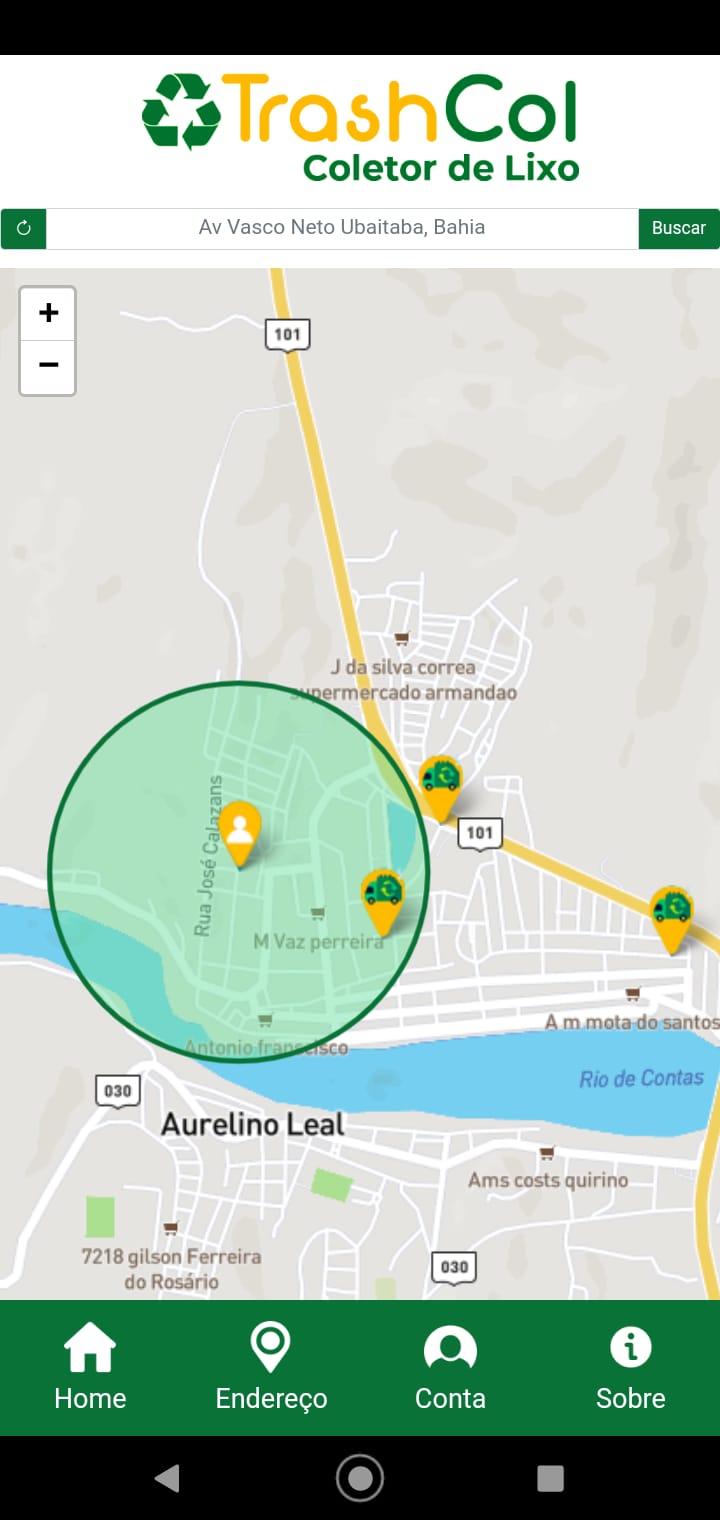 TrashCol
Coletor de Lixo
Av Vasco Neto Ubaitaba, Bahia
Buscar
+
−
101
J da silva correa
supermercado armandao
101
Rua José Calazans
M Vaz perreira
A m mota do santos
Antonio franscisco
Rio de Contas
030
Aurelino Leal
Ams costs quirino
7218 gilson Ferreira
do Rosário
030
Home
Endereço
Conta
Sobre